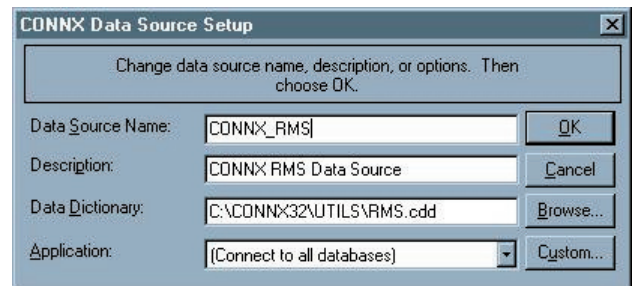 CONNX Data Source Setup
Change data source name, description, or options. Then
choose OK.
Data Source Name: CONNX_RMS OK
Description: CONNX RMS Data Source Cancel
Data Dictionary: C:\CONNX32\UTILS\RMS.cdd Browse...
Application: (Connect to all databases) Custom...